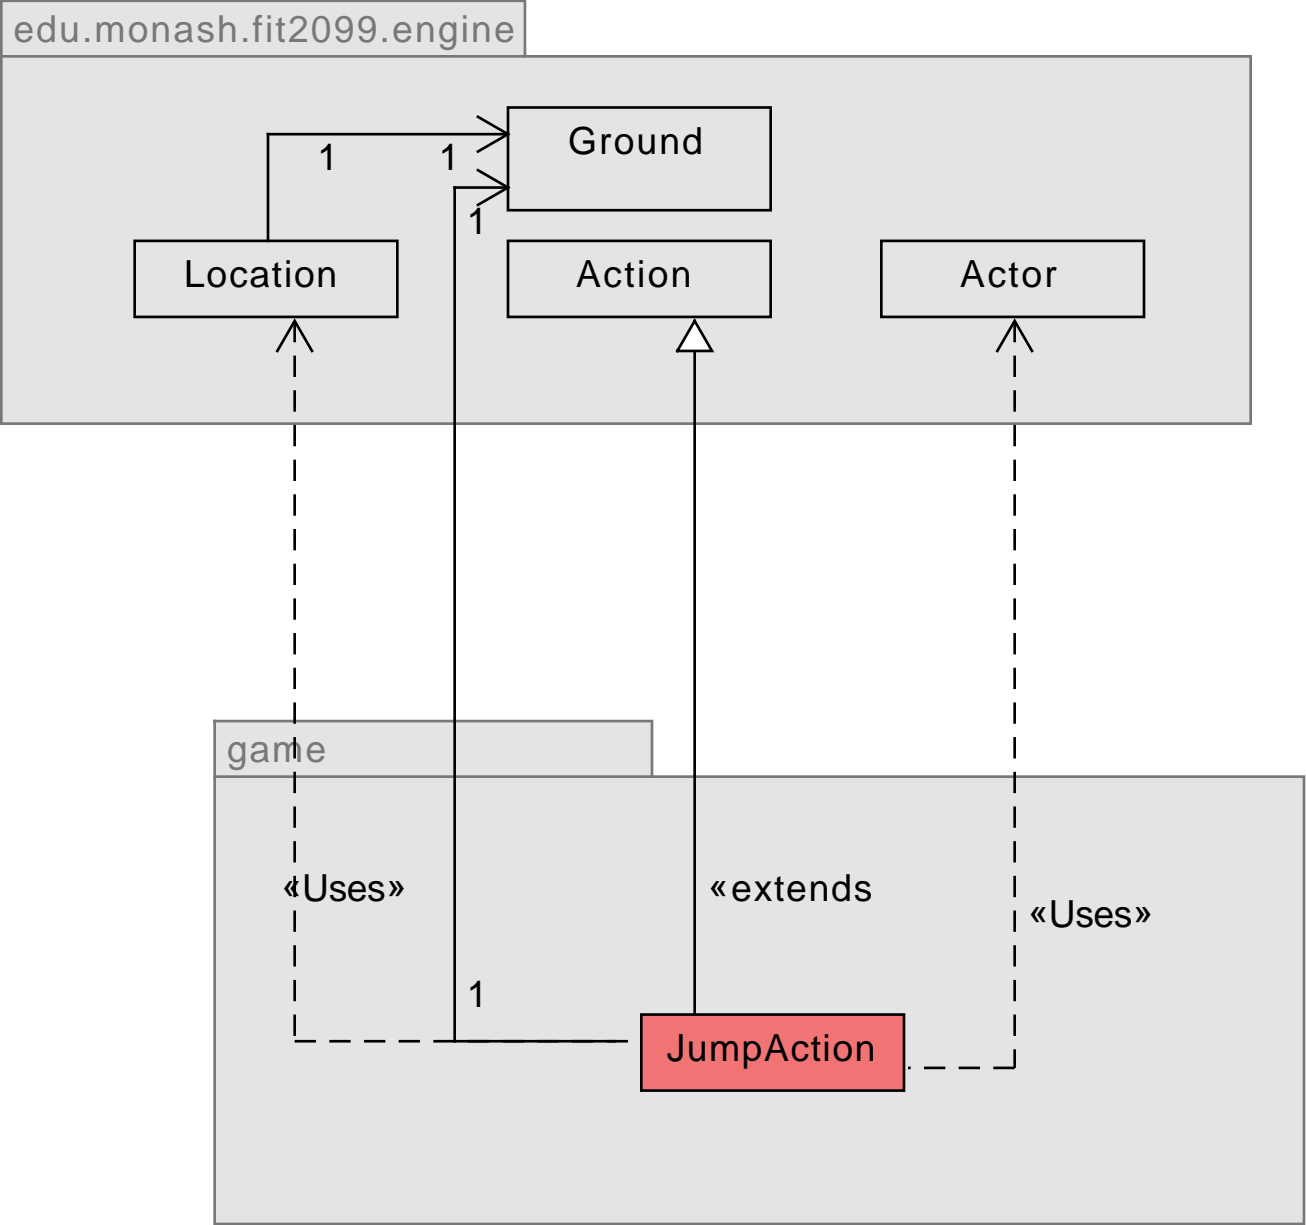 edu.monash.fit2099.engine
Ground
1
1
1
Location
Action
Actor
game
«Uses»
«extends
«Uses»
1
JumpAction